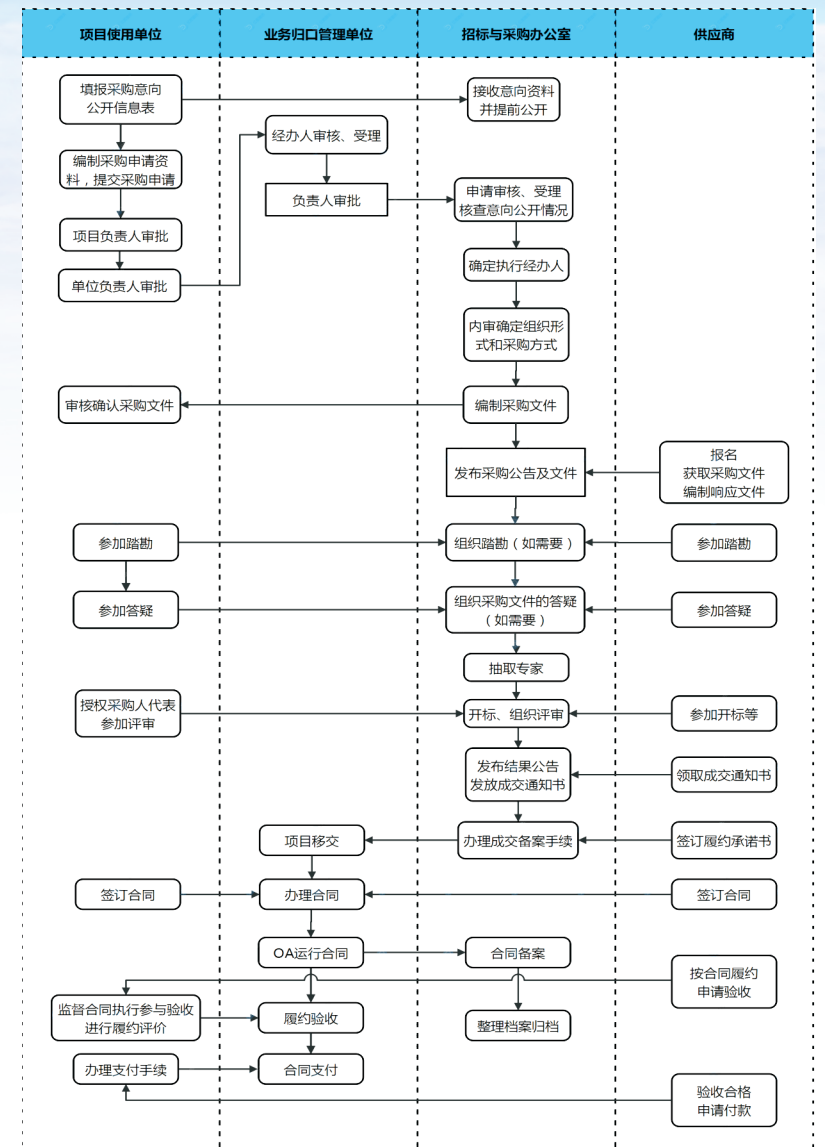 项目使用单位
业务归口管理单位
招标与采购办公室
供应商
填报采购意向
公开信息表
接收意向资料
并提前公开
经办人审核、受理
编制采购申请资
料，提交采购申请
负责人审批
申请审核、受理
核查意向公开情况
项目负责人审批
确定执行经办人
单位负责人审批
内审确定组织形
式和采购方式
审核确认采购文件
编制采购文件
发布采购公告及文件
报名
获取采购文件
编制响应文件
参加踏勘
组织踏勘（如需要）
参加踏勘
参加答疑
组织采购文件的答疑
（如需要）
参加答疑
抽取专家
授权采购人代表
参加评审
开标、组织评审
参加开标等
发布结果公告
发放成交通知书
领取成交通知书
项目移交
办理成交备案手续
签订履约承诺书
签订合同
办理合同
签订合同
OA运行合同
合同备案
按合同履约
申请验收
监督合同执行参与验收
进行履约评价
履约验收
整理档案归档
办理支付手续
合同支付
验收合格
申请付款